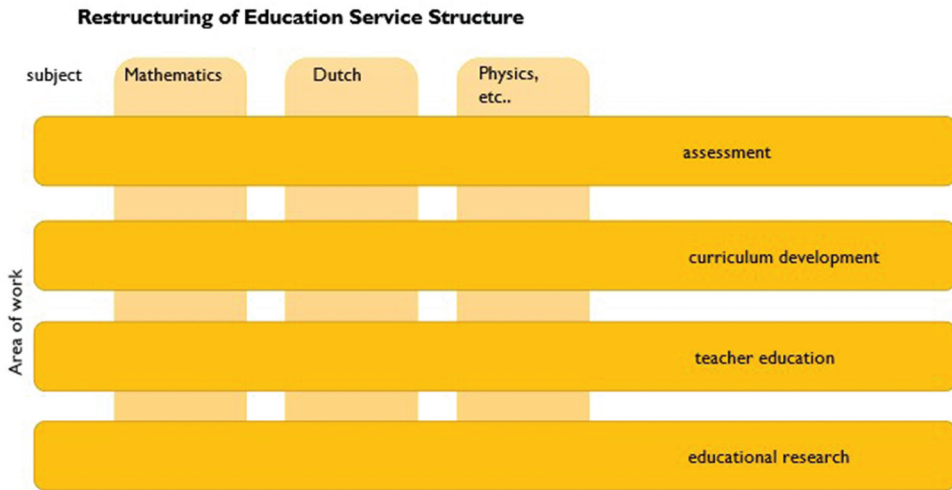 Restructuring of Education Service Structure
subject
Mathematics
Dutch
Physics,
etc..
assessment
curriculum development
teacher education
educational research
Area of work